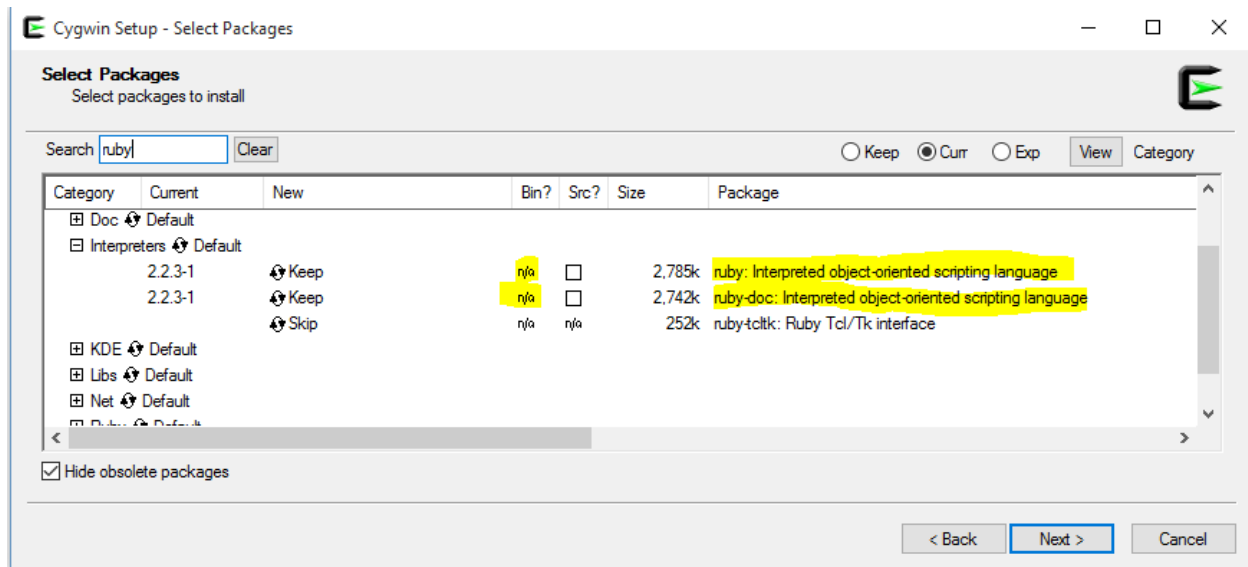 Cygwin Setup - Select Packages
Select Packages
Select packages to install
Search ruby Clear Keep Curr Exp View Category
Category Current New Bin? Src? Size Package
Doc Default
Interpreters Default
2.2.3-1 Keep n/a 2,785k ruby: Interpreted object-oriented scripting language
2.2.3-1 Keep n/a 2,742k ruby-doc: Interpreted object-oriented scripting language
Skip n/a n/a 252k ruby-tcltk: Ruby Tcl/Tk interface
KDE Default
Libs Default
Net Default
Ruby Default
Hide obsolete packages
< Back Next > Cancel